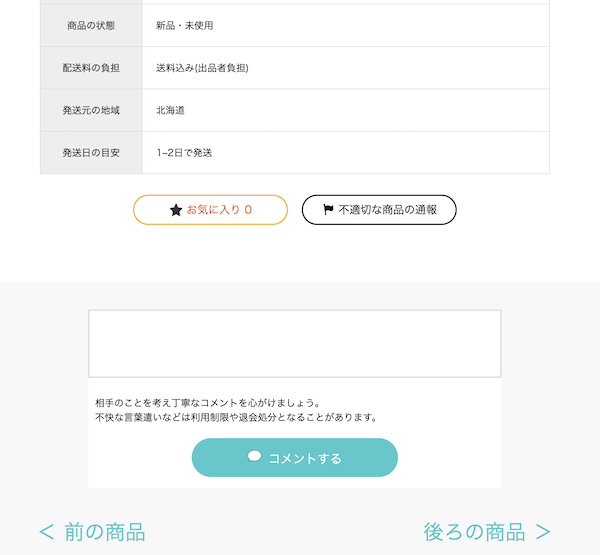 商品の状態 新品・未使用
配送料の負担 送料込み(出品者負担)
発送元の地域 北海道
発送日の目安 1~2日で発送
お気に入り 0 不適切な商品の通報
相手のことを考え丁寧なコメントを心がけましょう。
不快な言葉遣いなどは利用制限や退会処分となることがあります。
コメントする
< 前の商品 後ろの商品 >